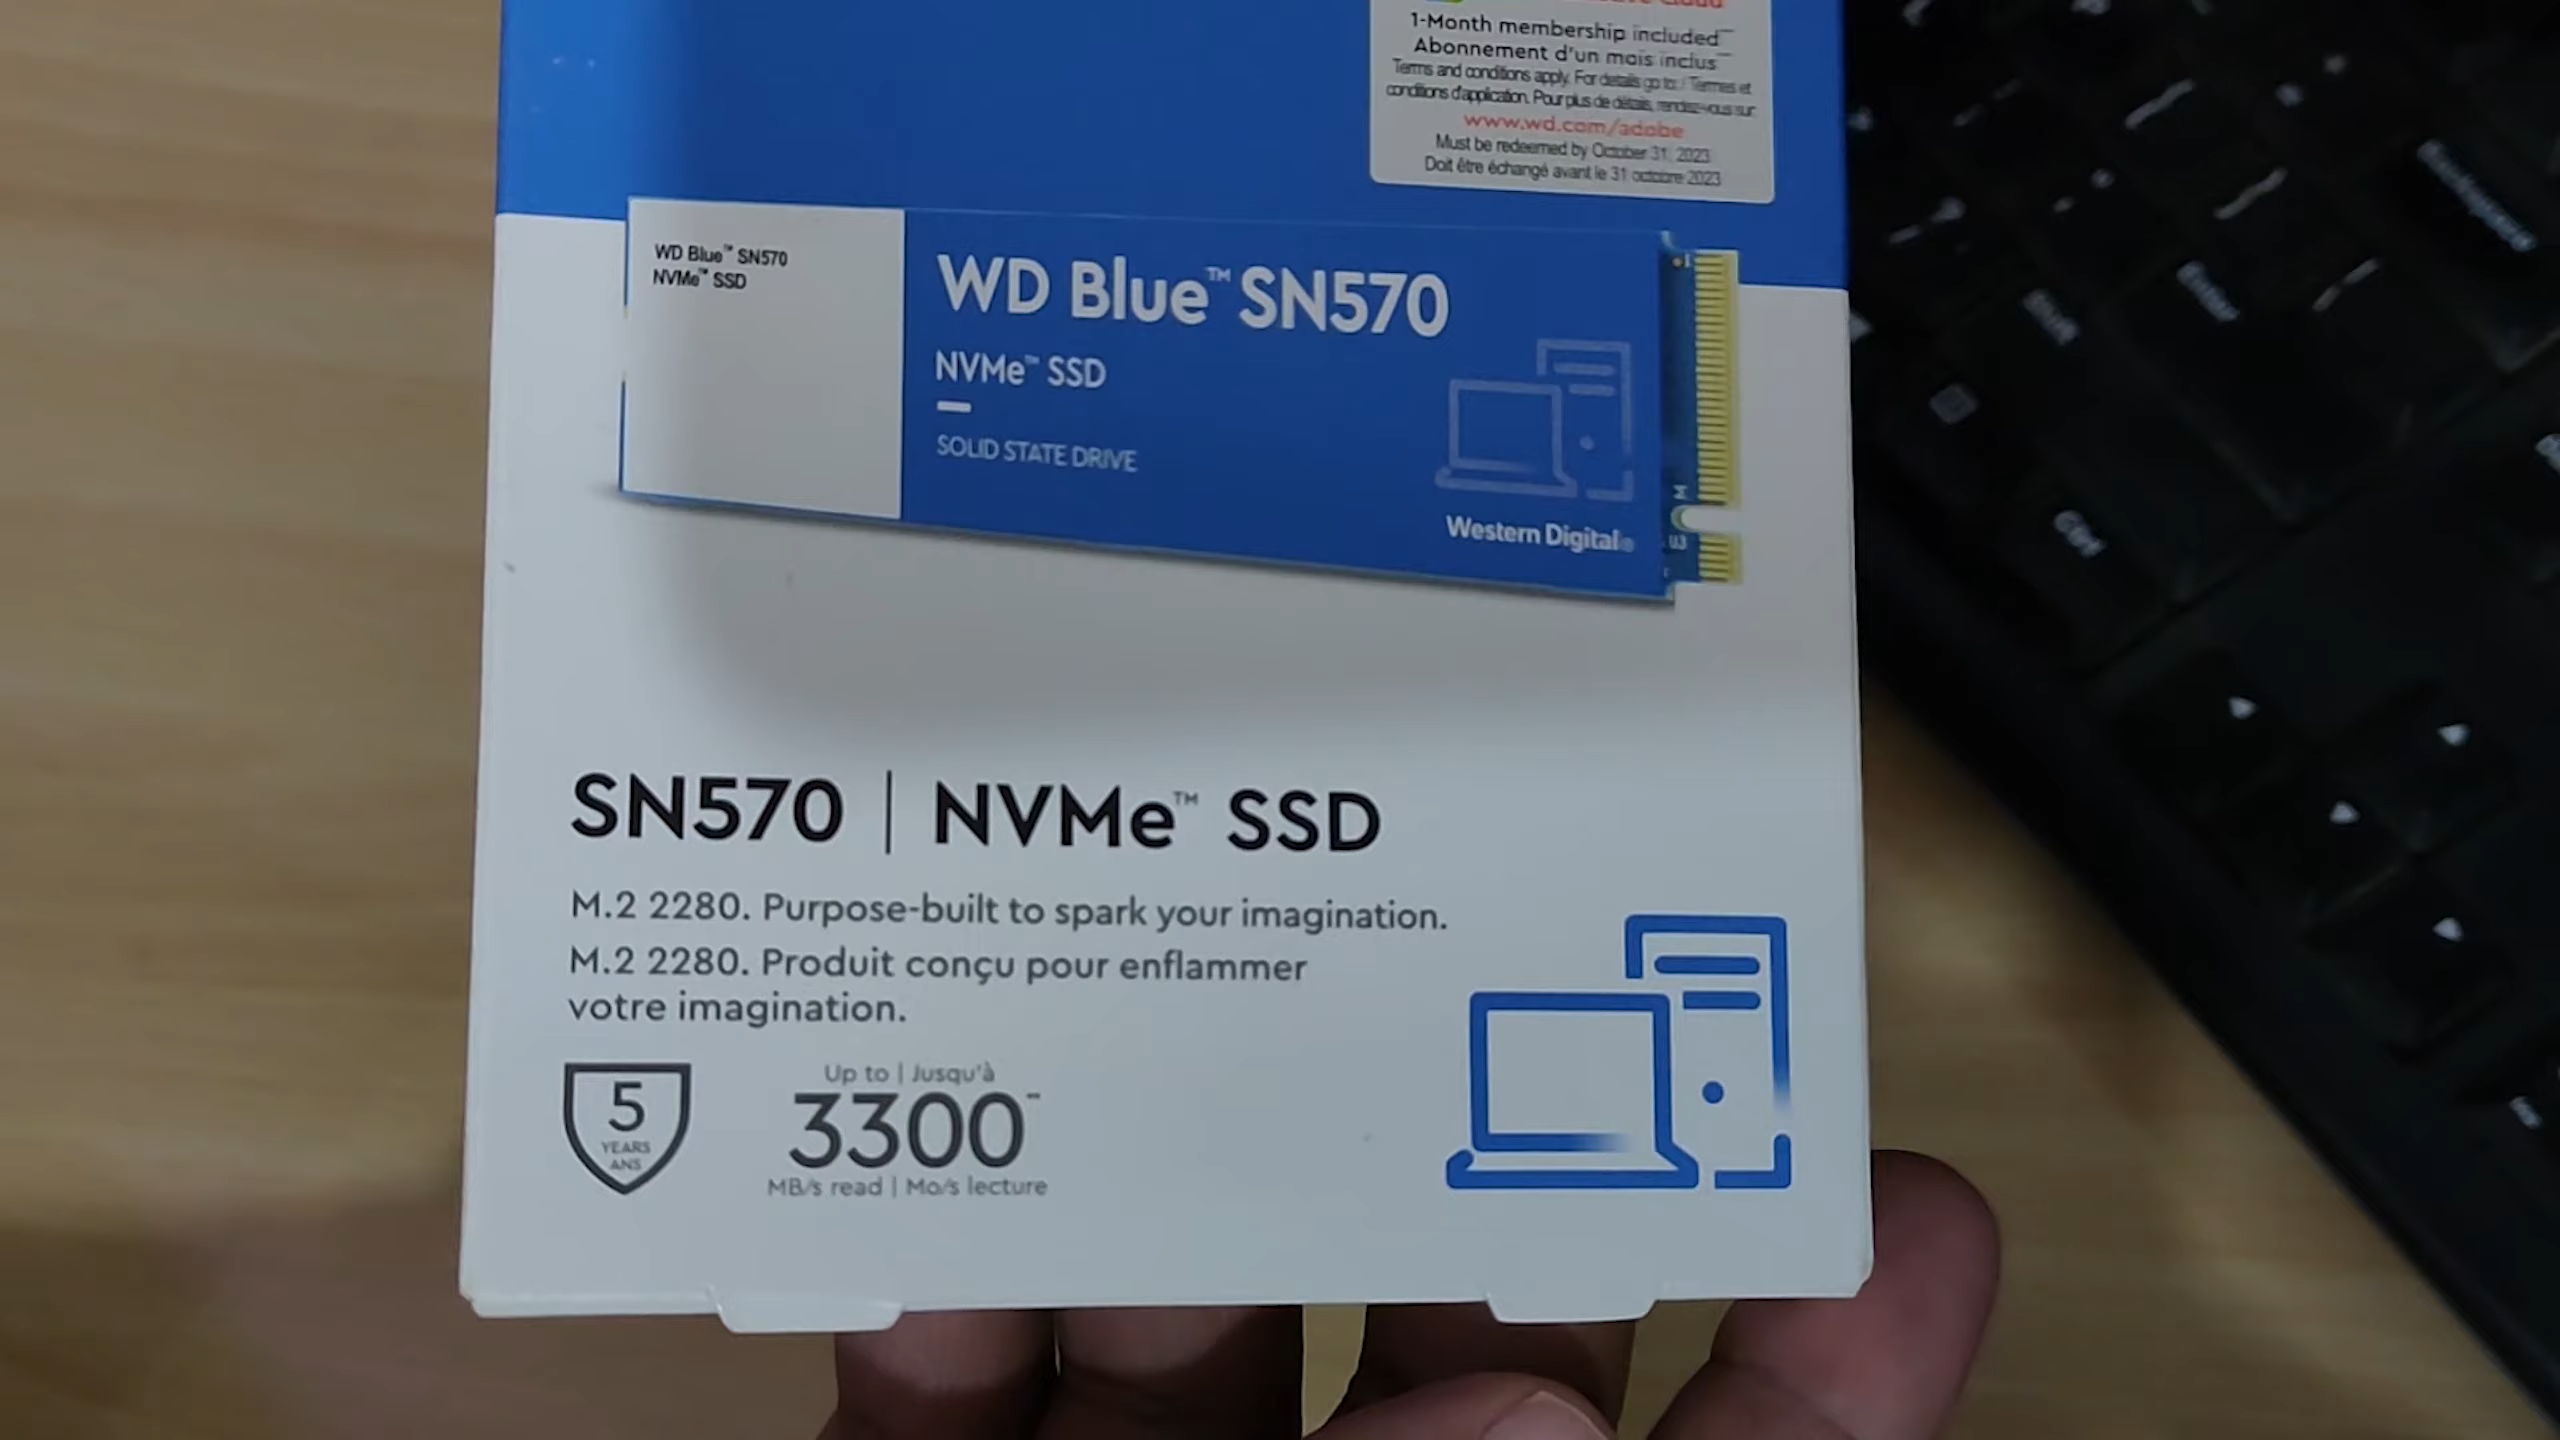 1-Month membership included
Abonnement d'un mois inclus
Terms and conditions apply. For details go to: / Termes et
conditions d'application. Pour plus de détails, rendez-vous sur
www.wd.com/adobe
Must be redeemed by October 31, 2023
Doit être échangé avant le 31 octobre 2023
WD Blue™ SN570
NVMe™ SSD
WD Blue™ SN570
NVMe™ SSD
SOLID STATE DRIVE
Western Digital®
SN570 | NVMe™ SSD
M.2 2280. Purpose-built to spark your imagination.
M.2 2280. Produit conçu pour enflammer
votre imagination.
5
YEARS
ANS
Up to | Jusqu'à
3300
MB/s read | Mo/s lecture
Backspace
Enter
Shift
Ctrl